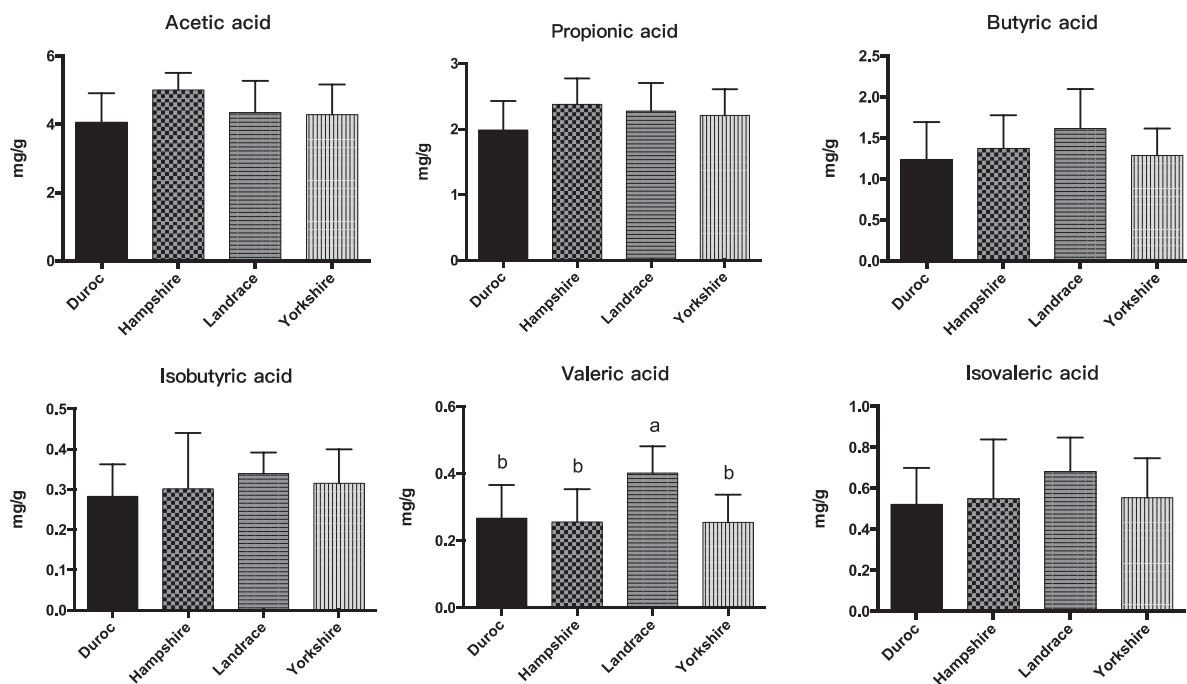 Acetic acid
6
4
2
0
mg/g
Duroc
Hampshire
Landrace
Yorkshire
Propionic acid
3
2
1
0
mg/g
Duroc
Hampshire
Landrace
Yorkshire
Butyric acid
2.5
2.0
1.5
1.0
0.5
0.0
mg/g
Duroc
Hampshire
Landrace
Yorkshire
Isobutyric acid
0.5
0.4
0.3
0.2
0.1
0.0
mg/g
Duroc
Hampshire
Landrace
Yorkshire
Valeric acid
0.6
0.4
0.2
0.0
mg/g
b
b
a
b
Duroc
Hampshire
Landrace
Yorkshire
Isovaleric acid
1.0
0.8
0.6
0.4
0.2
0.0
mg/g
Duroc
Hampshire
Landrace
Yorkshire